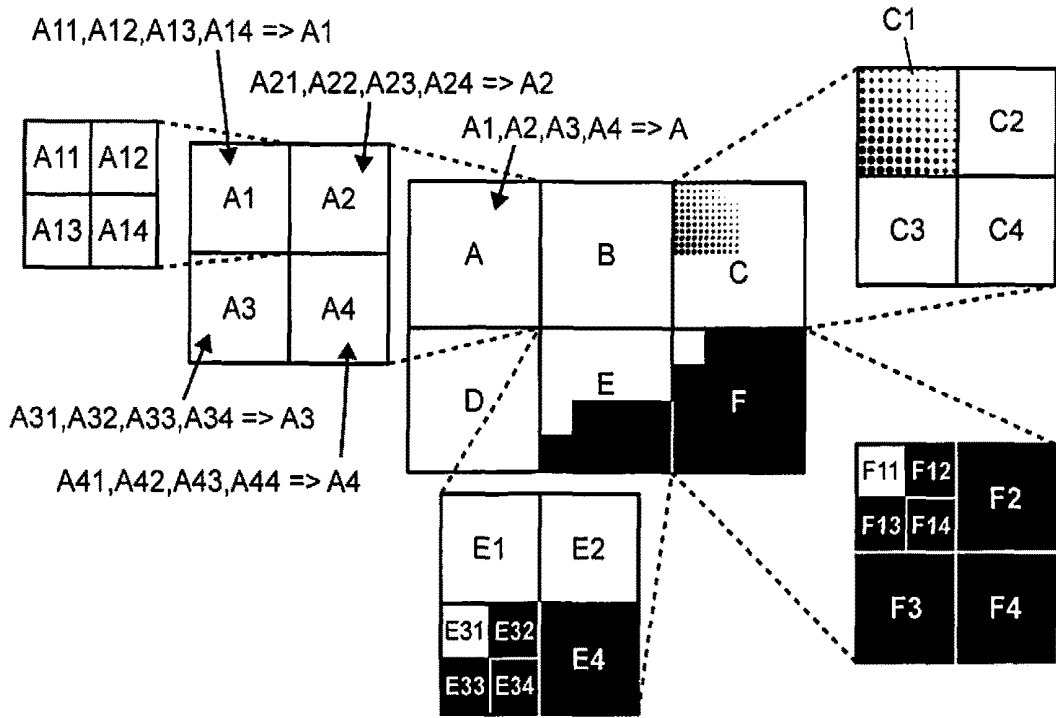 C1
A11,A12,A13,A14 => A1
A21,A22,A23,A24 => A2
A1,A2,A3,A4 => A
A11 A12
A13 A14
A1 A2
A3 A4
A B C
D E F
C2
C3 C4
A31,A32,A33,A34 => A3
A41,A42,A43,A44 => A4
E1 E2
E31 E32
E33 E34
E4
F11 F12
F13 F14
F2
F3 F4